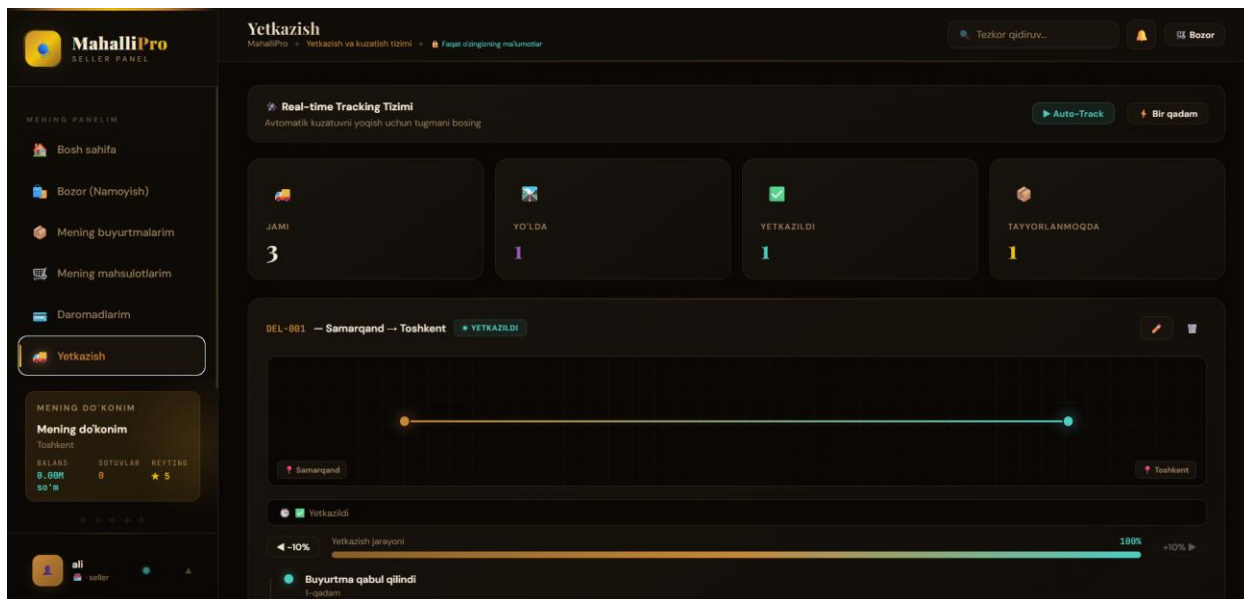 MahalliPro
SELLER PANEL
MENING PANELIM
Bosh sahifa
Bozor (Namoyish)
Mening buyurtmalarim
Mening mahsulotlarim
Daromadlarim
Yetkazish
MENING DO'KONIM
Mening do'konim
Toshkent
BALANS SOTUVLAR REYTING
0.00M so'm 0 ★ 5
ali
· seller
Yetkazish
MahalliPro + Yetkazish va kuzatish tizimi + Faqat o'zingizning ma'lumotlar
Tezkor qidiruv...
Bozor
Real-time Tracking Tizimi
Avtomatik kuzatuvni yoqish uchun tugmani bosing
▶ Auto-Track
Bir qadam
JAMI
3
YO'LDA
1
YETKAZILDI
1
TAYYORLANMOQDA
1
DEL-001 — Samarqand → Toshkent
YETKAZILDI
Samarqand
Toshkent
Yetkazildi
◀ -10%
Yetkazish jarayoni
100%
+10% ▶
Buyurtma qabul qilindi
1-qadam